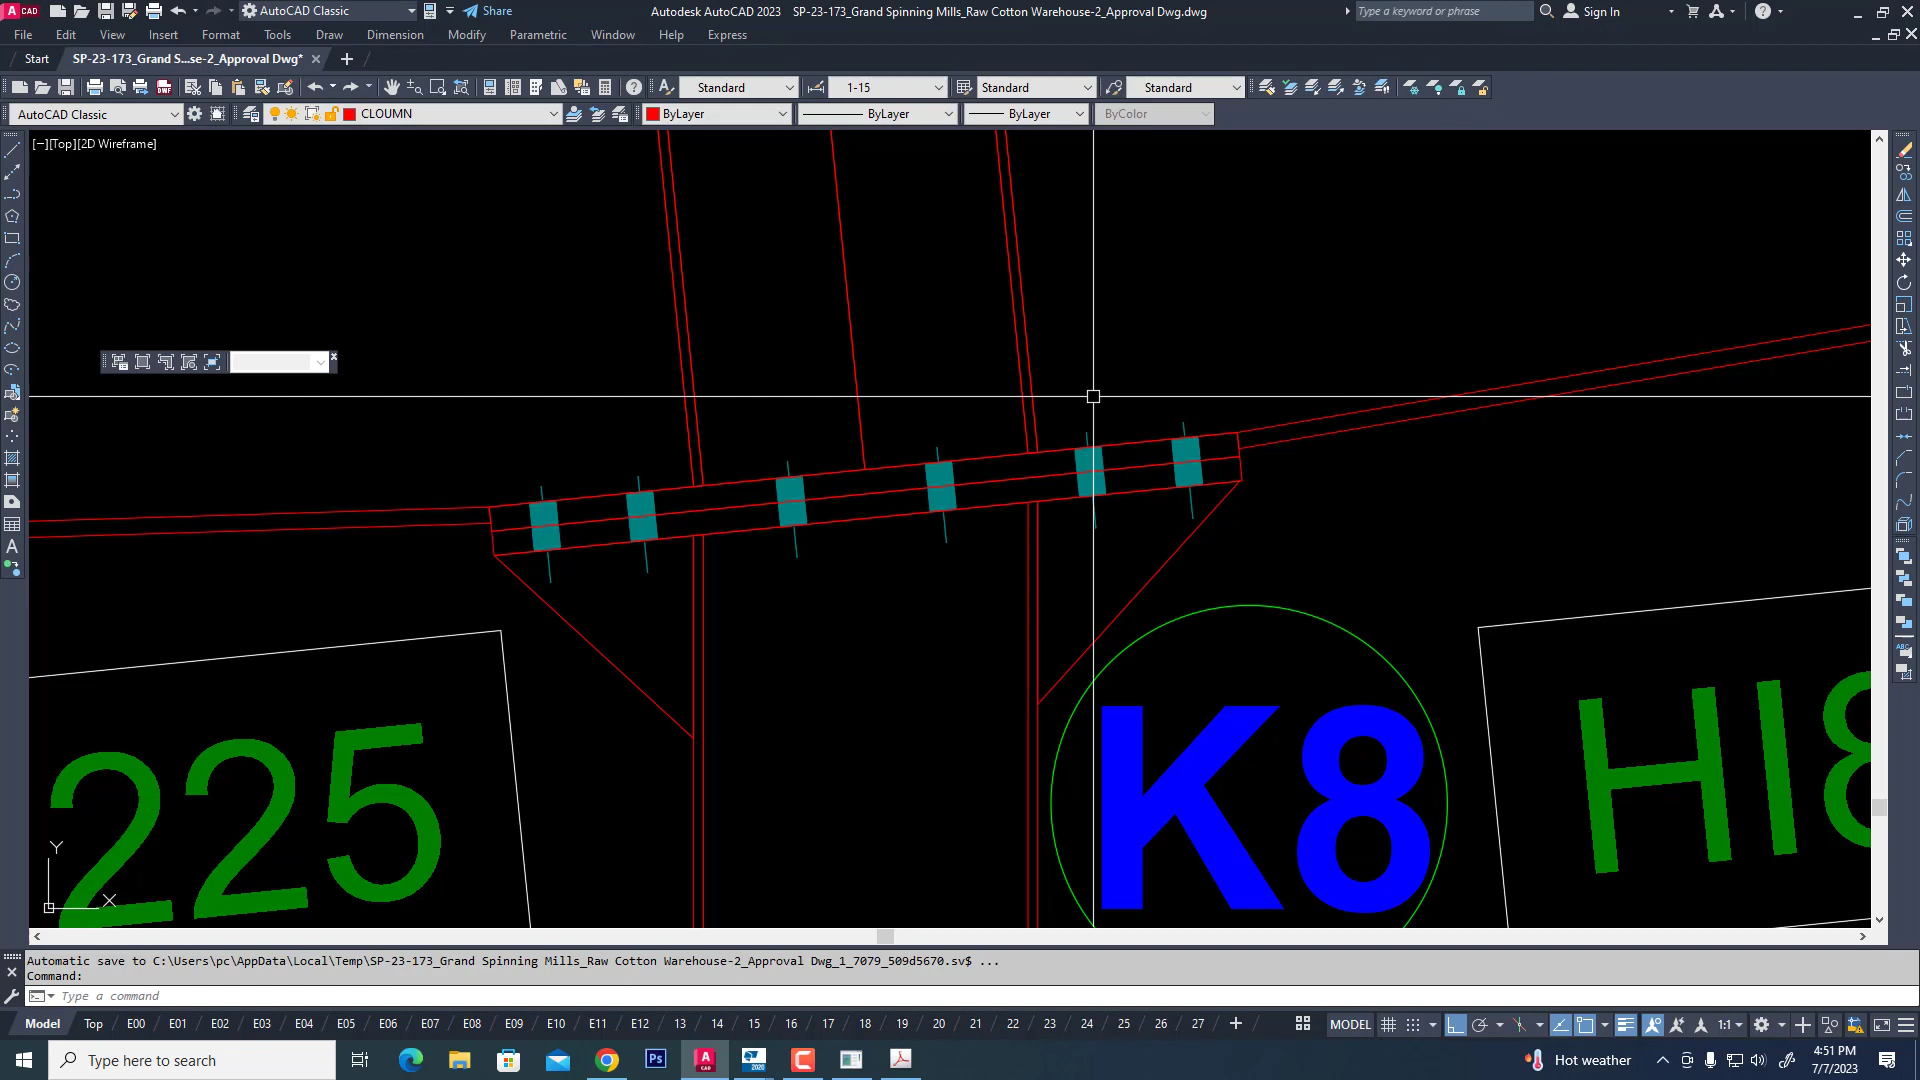 CAD
AutoCAD Classic
Share
Autodesk AutoCAD 2023 SP-23-173_Grand Spinning Mills_Raw Cotton Warehouse-2_Approval Dwg.dwg
Type a keyword or phrase
Sign In
File Edit View Insert Format Tools Draw Dimension Modify Parametric Window Help Express
Start
SP-23-173_Grand S...se-2_Approval Dwg*
Standard
1-15
Standard
Standard
AutoCAD Classic
CLOUMN
ByLayer
ByLayer
ByLayer
ByColor
[−][Top][2D Wireframe]
225
K8
HI8
Y
X
Automatic save to C:\Users\pc\AppData\Local\Temp\SP-23-173_Grand Spinning Mills_Raw Cotton Warehouse-2_Approval Dwg_1_7079_509d5670.sv$ ...
Command:
Type a command
Model Top E00 E01 E02 E03 E04 E05 E06 E07 E08 E09 E10 E11 E12 13 14 15 16 17 18 19 20 21 22 23 24 25 26 27
MODEL
1:1
Type here to search
Ps
A CAD
2020
Hot weather
4:51 PM
7/7/2023